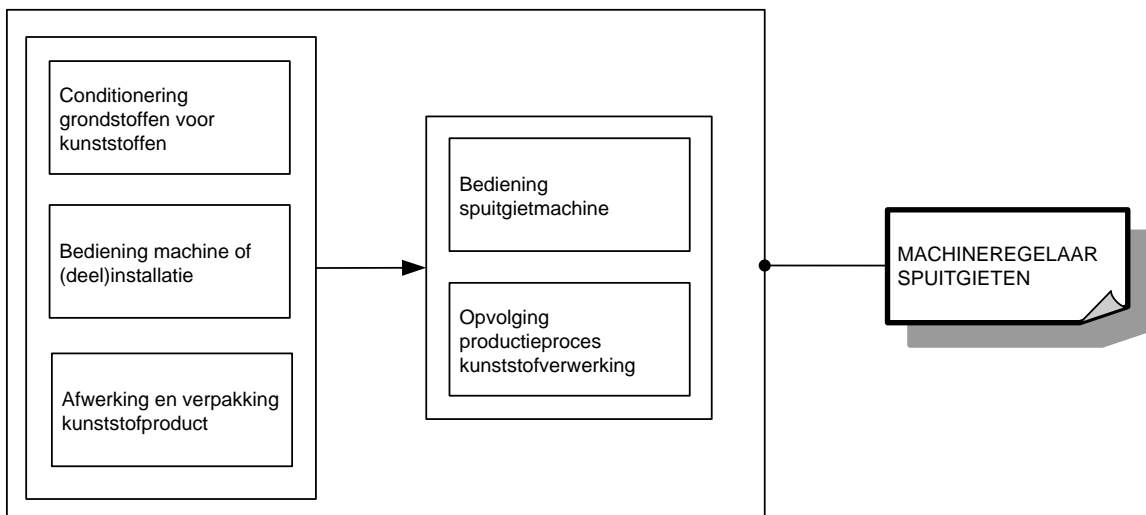 Conditionering
grondstoffen voor
kunststoffen
Bediening machine of
(deel)installatie
Afwerking en verpakking
kunststofproduct
Bediening
spuitgietmachine
Opvolging
productieproces
kunststofverwerking
MACHINEREGELAAR
SPUITGIETEN